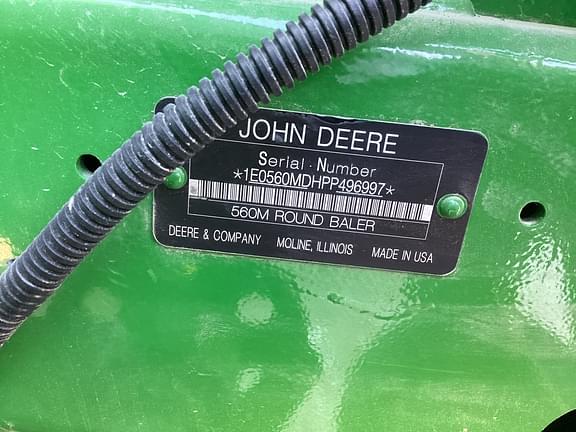 JOHN DEERE
Serial · Number
*1E0560MDHPP496997*
560M ROUND BALER
DEERE & COMPANY MOLINE, ILLINOIS MADE IN USA